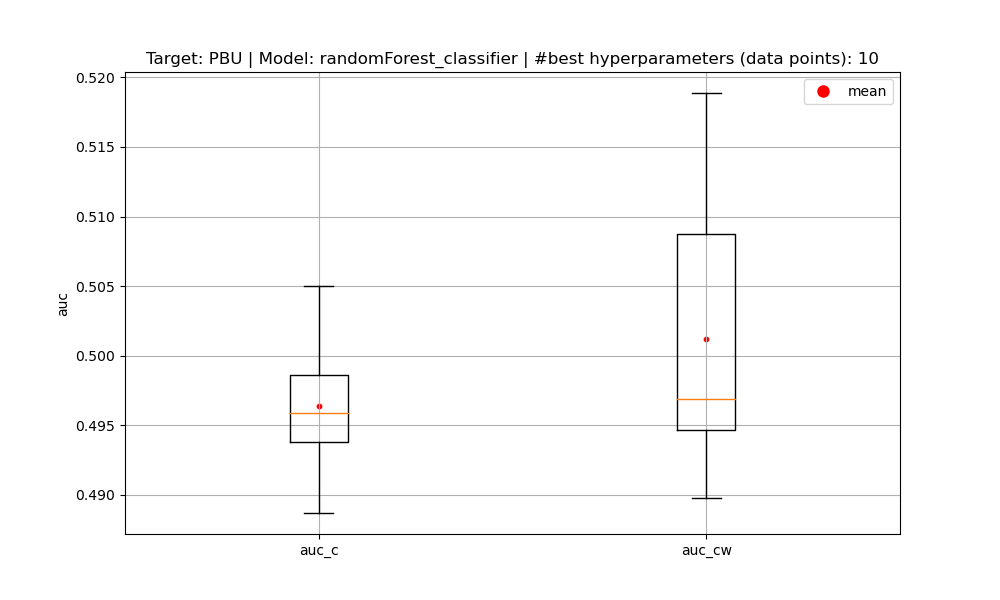 Target: PBU | Model: randomForest_classifier | #best hyperparameters (data points): 10
mean
auc
0.520
0.515
0.510
0.505
0.500
0.495
0.490
auc_c
auc_cw